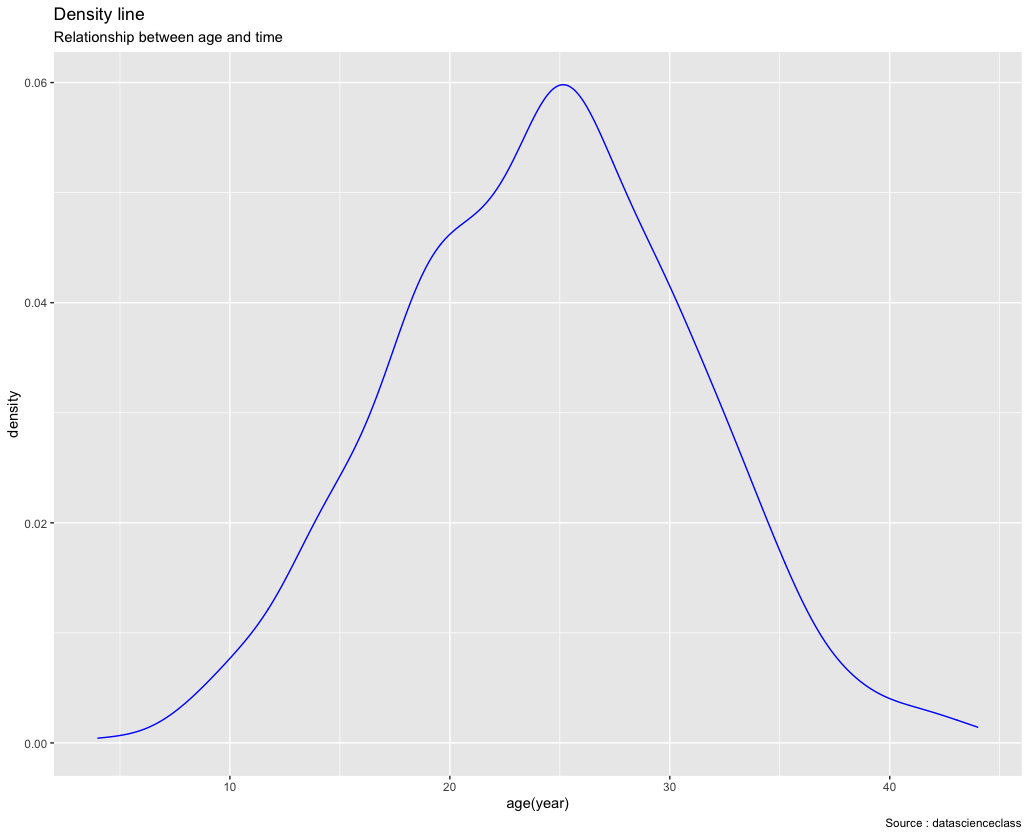 Density line
Relationship between age and time
0.06
0.04
0.02
0.00
density
10 20 30 40
age(year)
Source : datascienceclass